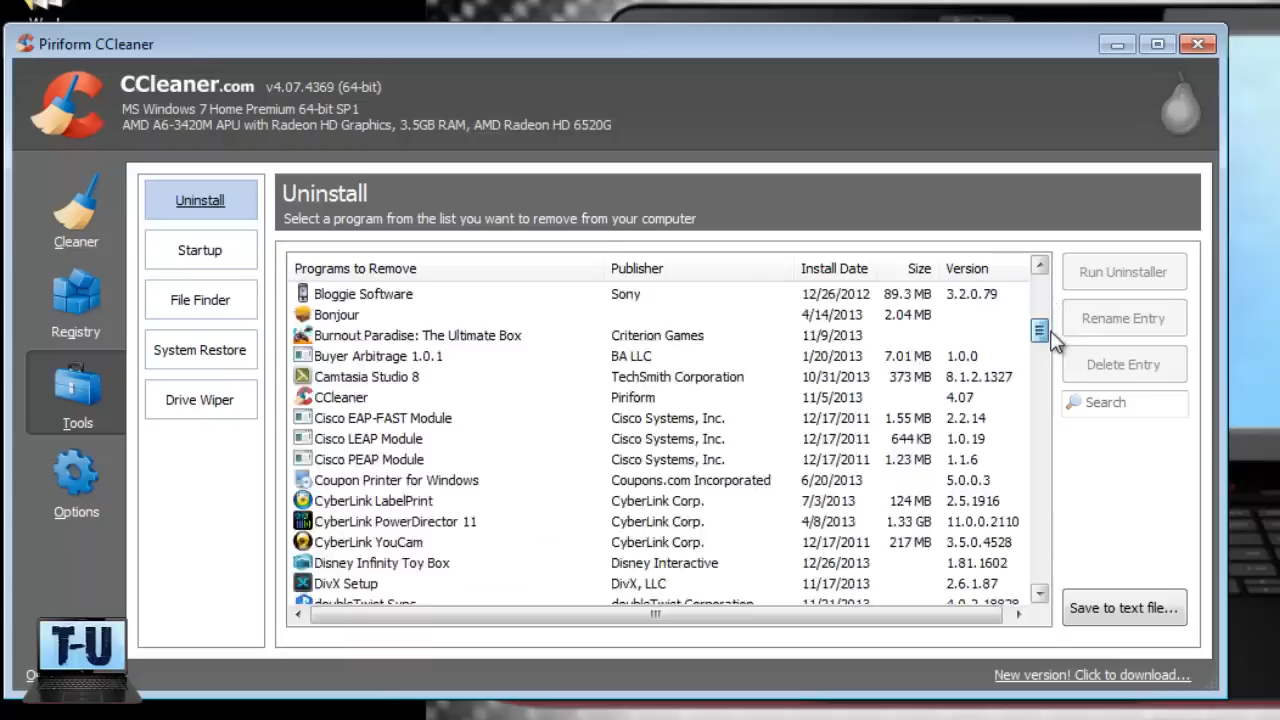 Piriform CCleaner
CCleaner.com v4.07.4369 (64-bit)
MS Windows 7 Home Premium 64-bit SP1
AMD A6-3420M APU with Radeon HD Graphics, 3.5GB RAM, AMD Radeon HD 6520G
Cleaner
Registry
Tools
Options
Uninstall
Startup
File Finder
System Restore
Drive Wiper
Uninstall
Select a program from the list you want to remove from your computer
Programs to Remove Publisher Install Date Size Version
Bloggie Software Sony 12/26/2012 89.3 MB 3.2.0.79
Bonjour 4/14/2013 2.04 MB
Burnout Paradise: The Ultimate Box Criterion Games 11/9/2013
Buyer Arbitrage 1.0.1 BA LLC 1/20/2013 7.01 MB 1.0.0
Camtasia Studio 8 TechSmith Corporation 10/31/2013 373 MB 8.1.2.1327
CCleaner Piriform 11/5/2013 4.07
Cisco EAP-FAST Module Cisco Systems, Inc. 12/17/2011 1.55 MB 2.2.14
Cisco LEAP Module Cisco Systems, Inc. 12/17/2011 644 KB 1.0.19
Cisco PEAP Module Cisco Systems, Inc. 12/17/2011 1.23 MB 1.1.6
Coupon Printer for Windows Coupons.com Incorporated 6/20/2013 5.0.0.3
CyberLink LabelPrint CyberLink Corp. 7/3/2013 124 MB 2.5.1916
CyberLink PowerDirector 11 CyberLink Corp. 4/8/2013 1.33 GB 11.0.0.2110
CyberLink YouCam CyberLink Corp. 12/17/2011 217 MB 3.5.0.4528
Disney Infinity Toy Box Disney Interactive 12/26/2013 1.81.1602
DivX Setup DivX, LLC 11/17/2013 2.6.1.87
doubleTwist Sync doubleTwist Corporation 11/21/2013
Run Uninstaller
Rename Entry
Delete Entry
Search
Save to text file...
T-U
New version! Click to download...